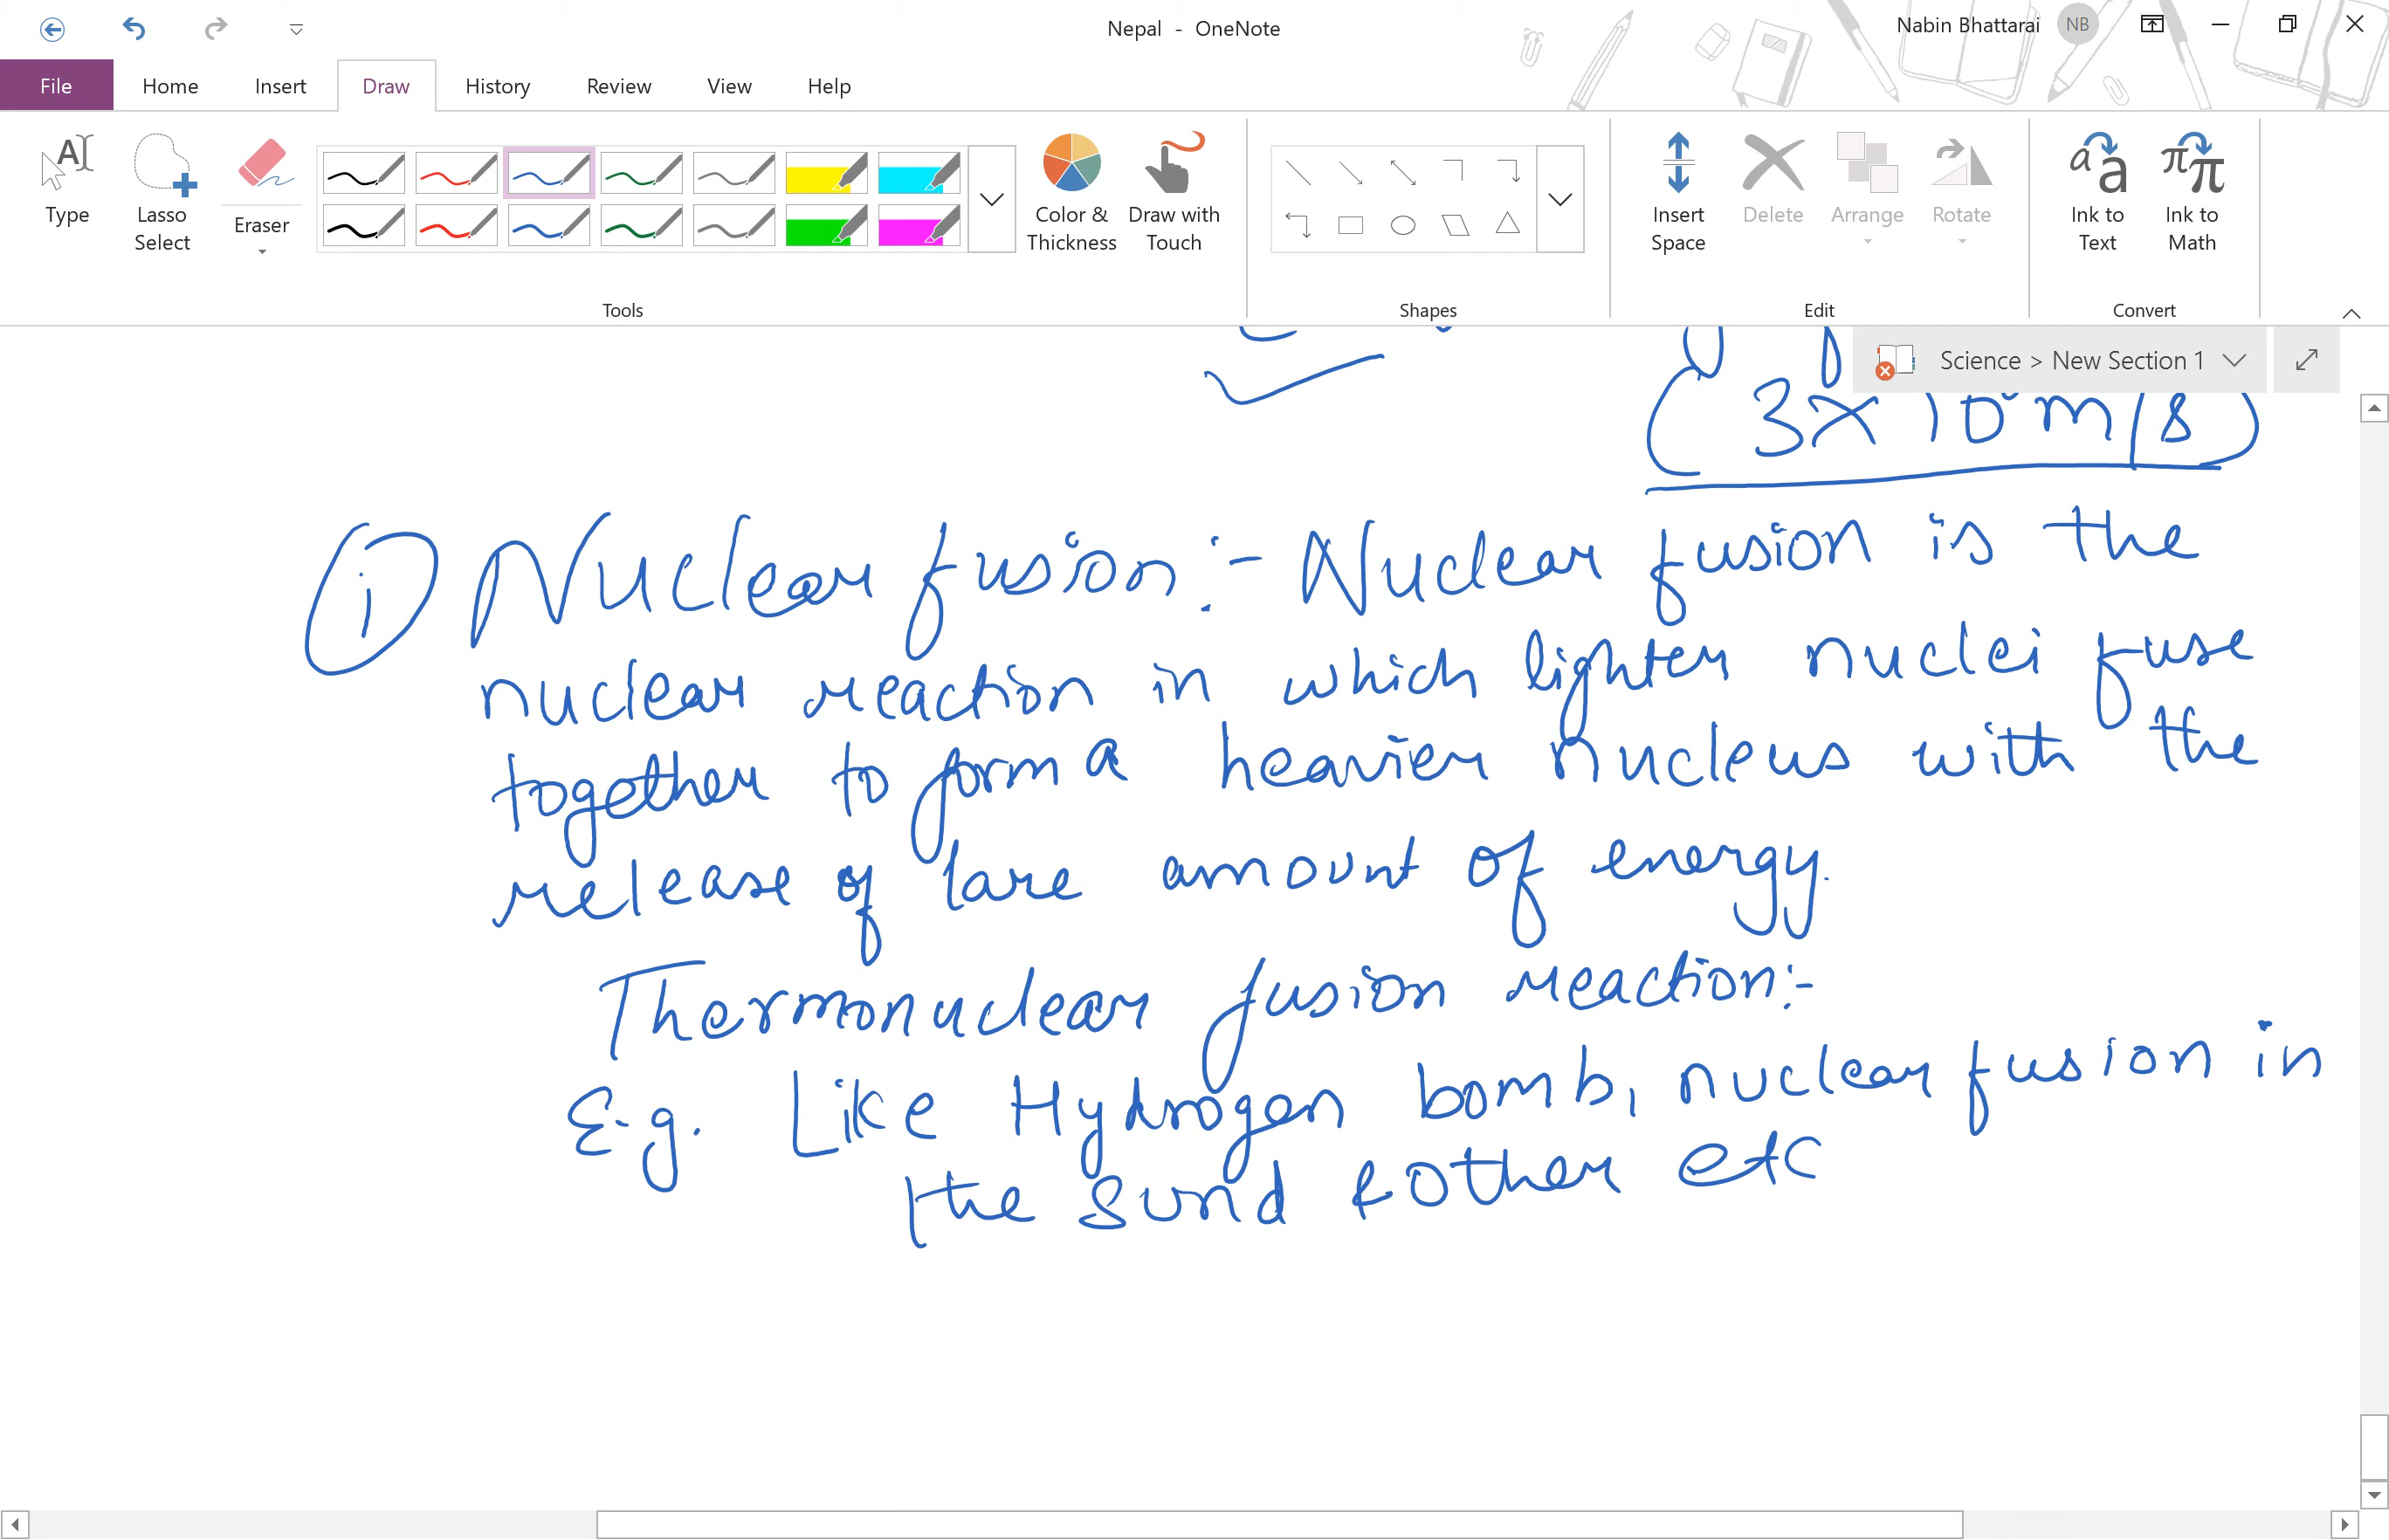 Nepal - OneNote
Nabin Bhattarai NB
File Home Insert Draw History Review View Help
Type
Lasso Select
Eraser
Color & Thickness
Draw with Touch
Insert Space
Delete
Arrange
Rotate
Ink to Text
Ink to Math
Tools Shapes Edit Convert
Science > New Section 1
( 3×10⁸m/s )
i Nuclear fusion :- Nuclear fusion is the
nuclear reaction in which lighter nuclei fuse
together to form a heavier nucleus with the
release of lare amount of energy.
Thermonuclear fusion reaction:-
E.g. Like Hydrogen bomb, nuclear fusion in
the sund & other etc